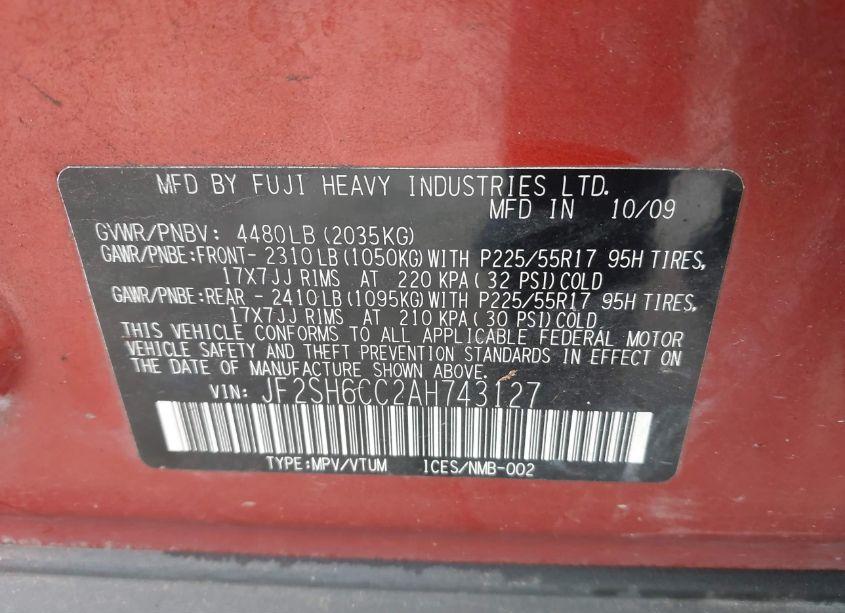 MFD BY FUJI HEAVY INDUSTRIES LTD.
MFD IN 10/09
GVWR/PNBV: 4480LB(2035KG)
GAWR/PNBE:FRONT- 2310LB(1050KG)WITH P225/55R17 95H TIRES,
17X7JJ RIMS AT 220 KPA( 32 PSI)COLD
GAWR/PNBE:REAR - 2410LB(1095KG)WITH P225/55R17 95H TIRES,
17X7JJ RIMS AT 210 KPA( 30 PSI)COLD.
THIS VEHICLE CONFORMS TO ALL APPLICABLE FEDERAL MOTOR
VEHICLE SAFETY AND THEFT PREVENTION STANDARDS IN EFFECT ON
THE DATE OF MANUFACTURE SHOWN ABOVE.
VIN: JF2SH6CC2AH743127
TYPE:MPV/VTUM ICES/NMB-002